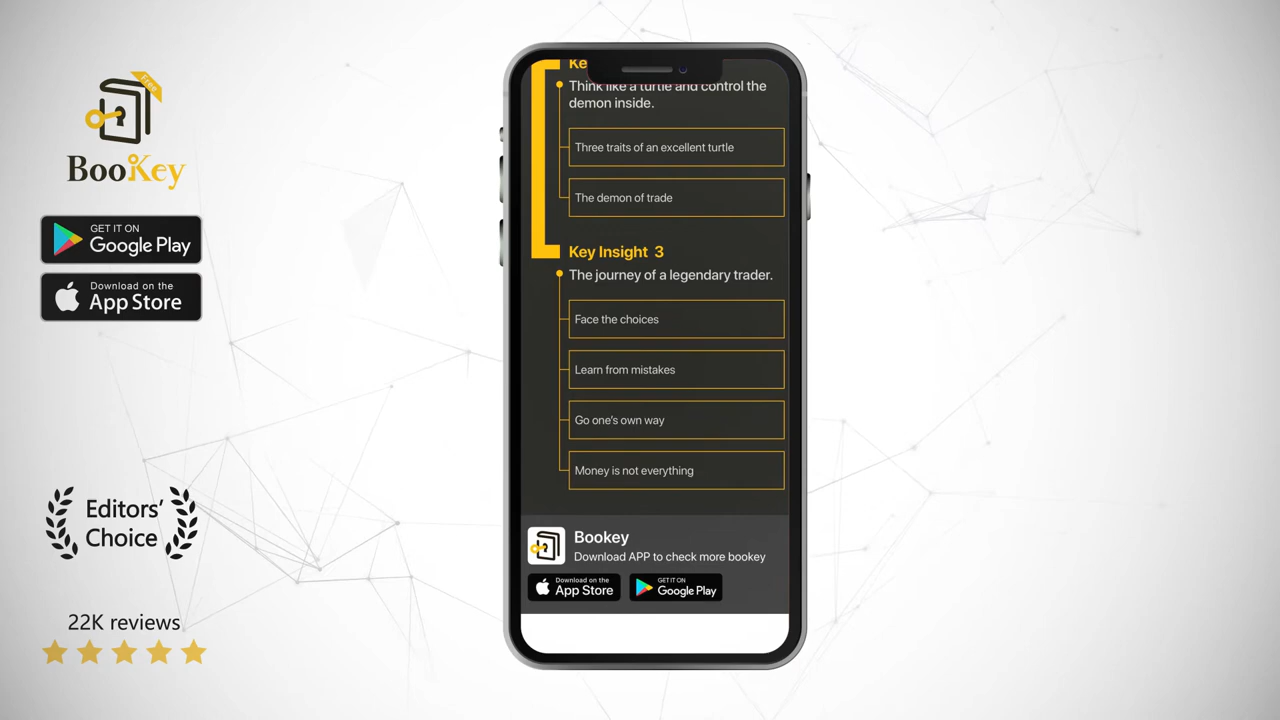 Free
Bookey
GET IT ON
Google Play
Download on the
App Store
Editors'
Choice
22K reviews
Think like a turtle and control the
demon inside.
Three traits of an excellent turtle
The demon of trade
Key Insight 3
The journey of a legendary trader.
Face the choices
Learn from mistakes
Go one's own way
Money is not everything
Bookey
Download APP to check more bookey
Download on the
App Store
GET IT ON
Google Play